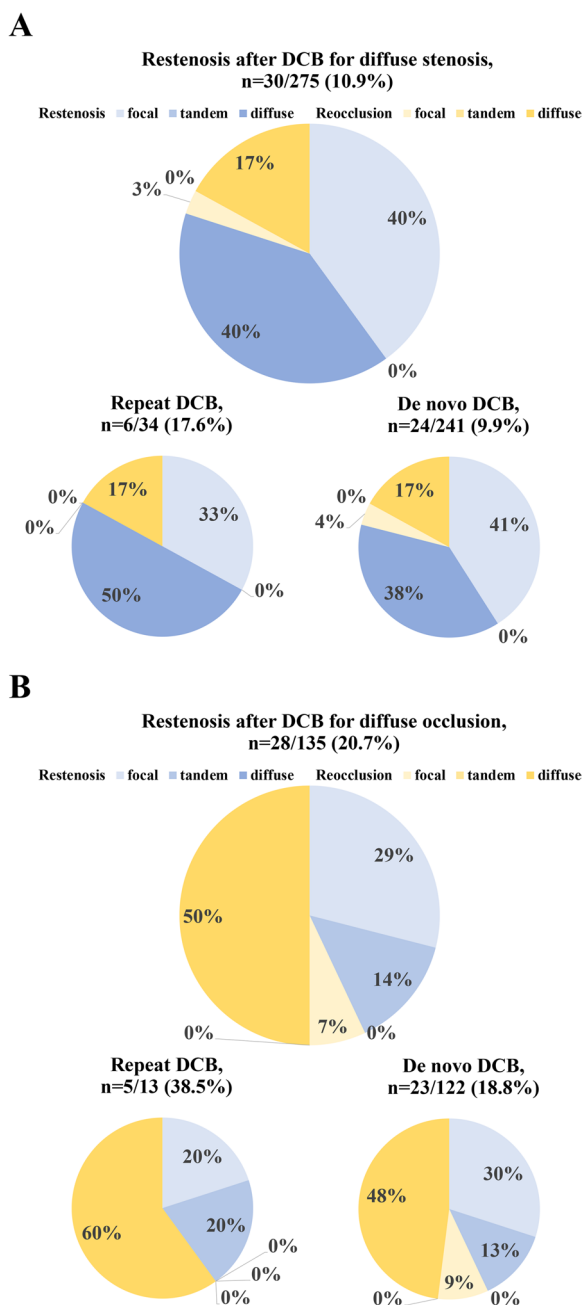 A
Restenosis after DCB for diffuse stenosis,
n=30/275 (10.9%)
Restenosis focal tandem diffuse Reocclusion focal tandem diffuse
17%
0%
3%
40%
40%
0%
Repeat DCB,
n=6/34 (17.6%)
De novo DCB,
n=24/241 (9.9%)
0%
17%
0%
33%
50%
0%
0%
17%
4%
41%
38%
0%
B
Restenosis after DCB for diffuse occlusion,
n=28/135 (20.7%)
Restenosis focal tandem diffuse Reocclusion focal tandem diffuse
29%
50%
14%
0%
7%
0%
Repeat DCB,
n=5/13 (38.5%)
De novo DCB,
n=23/122 (18.8%)
20%
60%
20%
0%
0%
0%
30%
48%
13%
9%
0%
0%